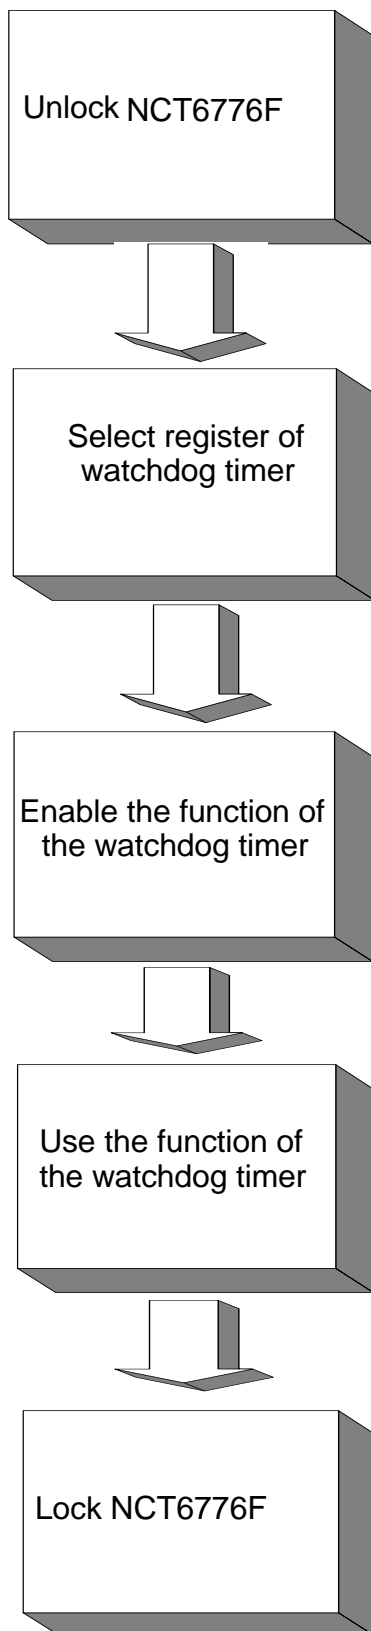 Unlock NCT6776F
Select register of
watchdog timer
Enable the function of
the watchdog timer
Use the function of
the watchdog timer
Lock NCT6776F